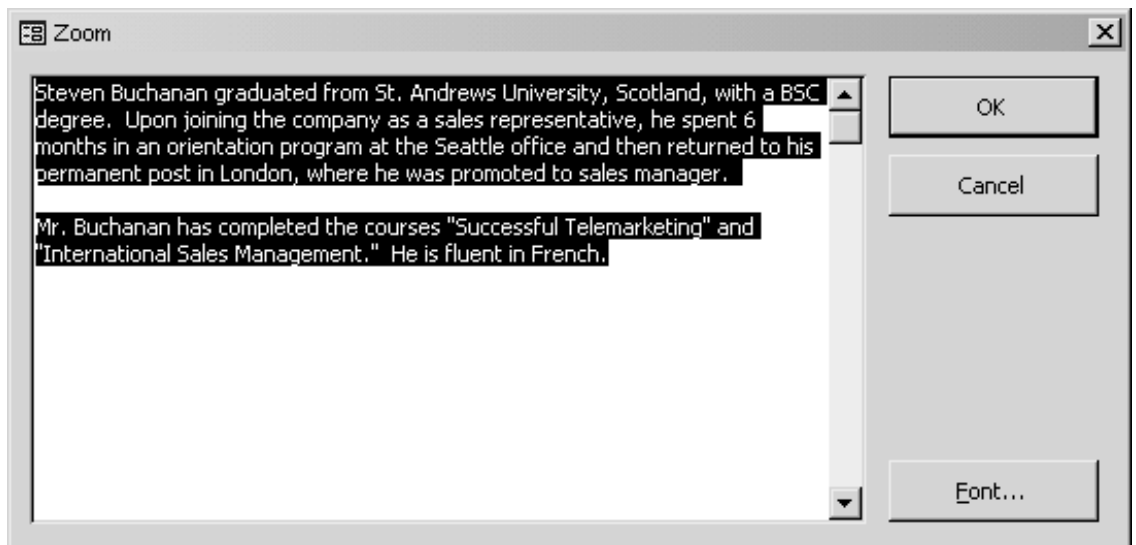 Zoom
Steven Buchanan graduated from St. Andrews University, Scotland, with a BSC
degree.  Upon joining the company as a sales representative, he spent 6
months in an orientation program at the Seattle office and then returned to his
permanent post in London, where he was promoted to sales manager.
Mr. Buchanan has completed the courses "Successful Telemarketing" and
"International Sales Management."  He is fluent in French.
OK
Cancel
Font...